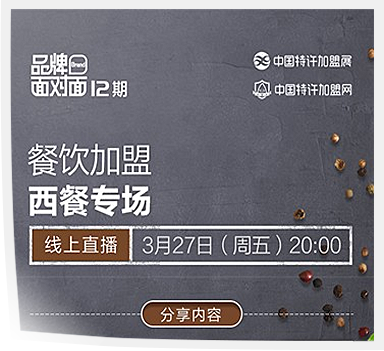 品牌 Brand
面对面 12期
中国特许加盟展
中国特许加盟网
餐饮加盟
西餐专场
线上直播 3月27日（周五）20:00
分享内容